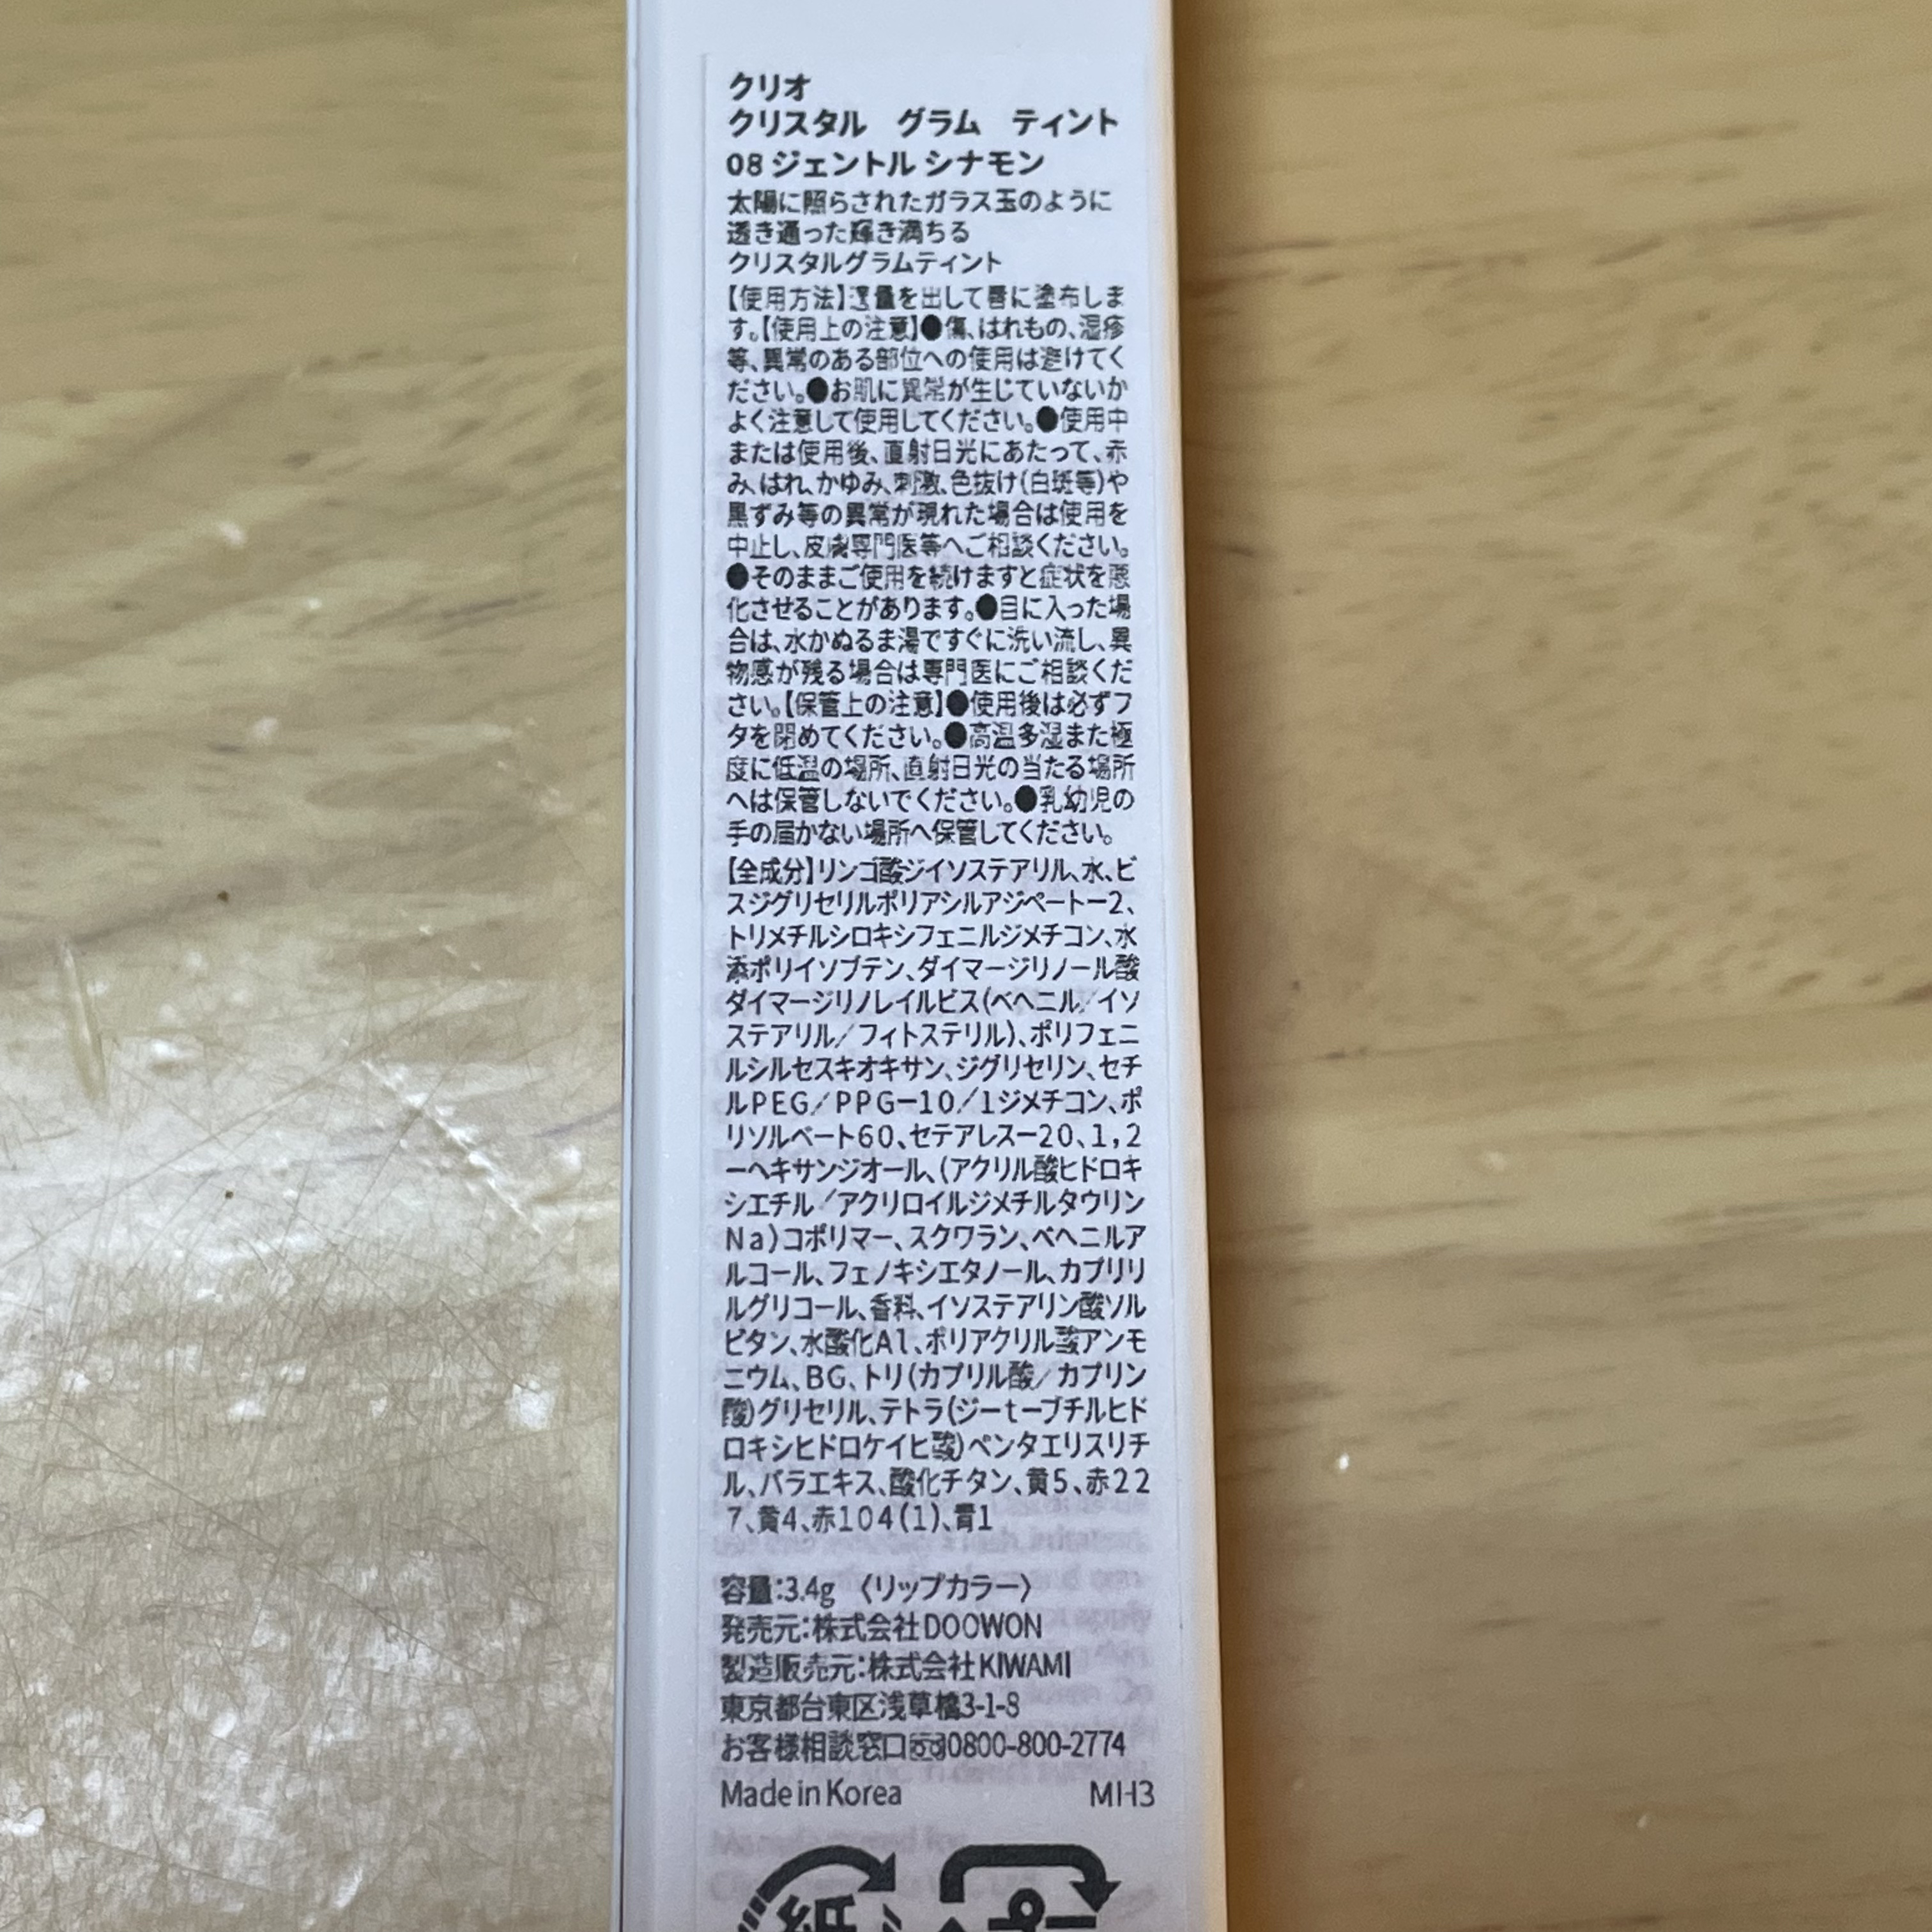 クリオ
クリスタル　グラム　ティント
08 ジェントル シナモン
太陽に照らされたガラス玉のように
透き通った輝き満ちる
クリスタルグラムティント
【使用方法】適量を出して唇に塗布しま
す。【使用上の注意】●傷、はれもの、湿疹
等、異常のある部位への使用は避けてく
ださい。●お肌に異常が生じていないか
よく注意して使用してください。●使用中
または使用後、直射日光にあたって、赤
み、はれ、かゆみ、刺激、色抜け(白斑等)や
黒ずみ等の異常が現れた場合は使用を
中止し、皮膚専門医等へご相談ください。
●そのままご使用を続けますと症状を悪
化させることがあります。●目に入った場
合は、水かぬるま湯ですぐに洗い流し、異
物感が残る場合は専門医にご相談くだ
さい。【保管上の注意】●使用後は必ずフ
タを閉めてください。●高温多湿また極
度に低温の場所、直射日光の当たる場所
へは保管しないでください。●乳幼児の
手の届かない場所へ保管してください。
【全成分】リンゴ酸ジイソステアリル、水、ビ
スジグリセリルポリアシルアジペートー2、
トリメチルシロキシフェニルジメチコン、水
添ポリイソブテン、ダイマージリノール酸
ダイマージリノレイルビス(ベヘニル/イソ
ステアリル/フィトステリル)、ポリフェニ
ルシルセスキオキサン、ジグリセリン、セチ
ルPEG/PPGー10/1ジメチコン、ポ
リソルベート60、セテアレスー20、1,2
ーヘキサンジオール、(アクリル酸ヒドロキ
シエチル/アクリロイルジメチルタウリン
Na)コポリマー、スクワラン、ベヘニルア
ルコール、フェノキシエタノール、カプリリ
ルグリコール、香料、イソステアリン酸ソル
ビタン、水酸化Al、ポリアクリル酸アンモ
ニウム、BG、トリ(カプリル酸/カプリン
酸)グリセリル、テトラ(ジーtーブチルヒド
ロキシヒドロケイヒ酸)ペンタエリスリチ
ル、バラエキス、酸化チタン、黄5、赤22
7、黄4、赤104(1)、青1
容量:3.4g 〈リップカラー〉
発売元:株式会社DOOWON
製造販売元:株式会社KIWAMI
東京都台東区浅草橋3-1-8
お客様相談窓口0800-800-2774
Made in Korea MH3
紙